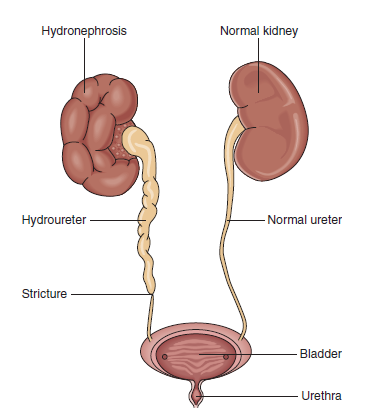 Hydronephrosis
Normal kidney
Hydroureter
Normal ureter
Stricture
Bladder
Urethra